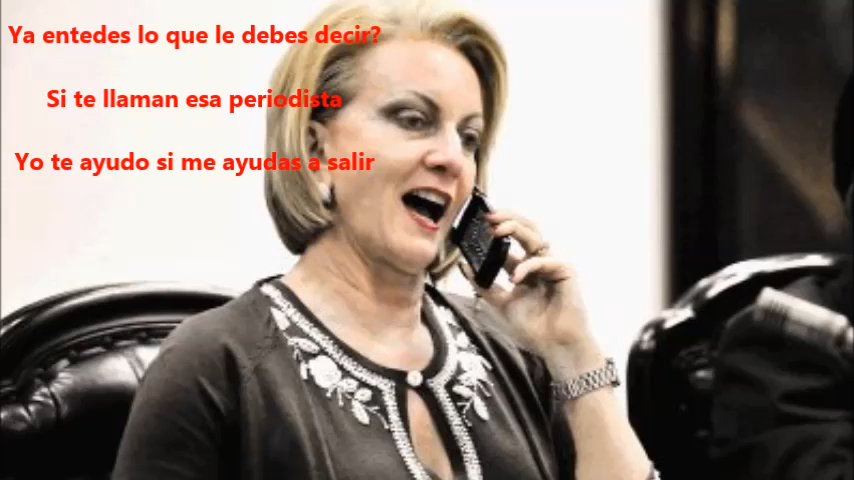 Ya entedes lo que le debes decir?
Si te llaman esa periodista
Yo te ayudo si me ayudas a salir